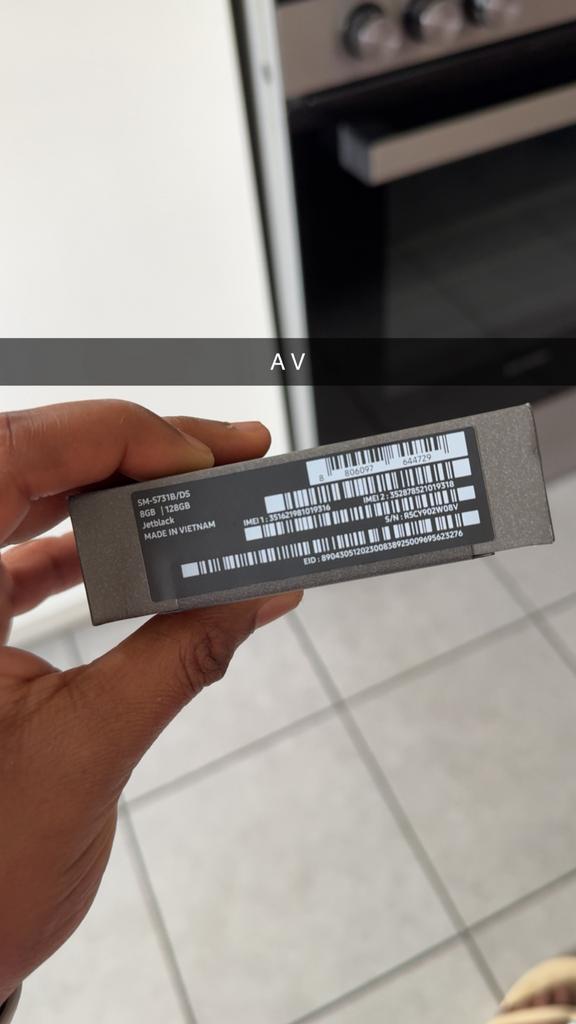 A V
SM-S731B/DS
8GB | 128GB
Jetblack
MADE IN VIETNAM
8 806097 644729
IMEI 1 : 351621981019316
IMEI 2 : 352878521019318
S/N : R5CY902W08V
EID : 89043051202300838925009695623276